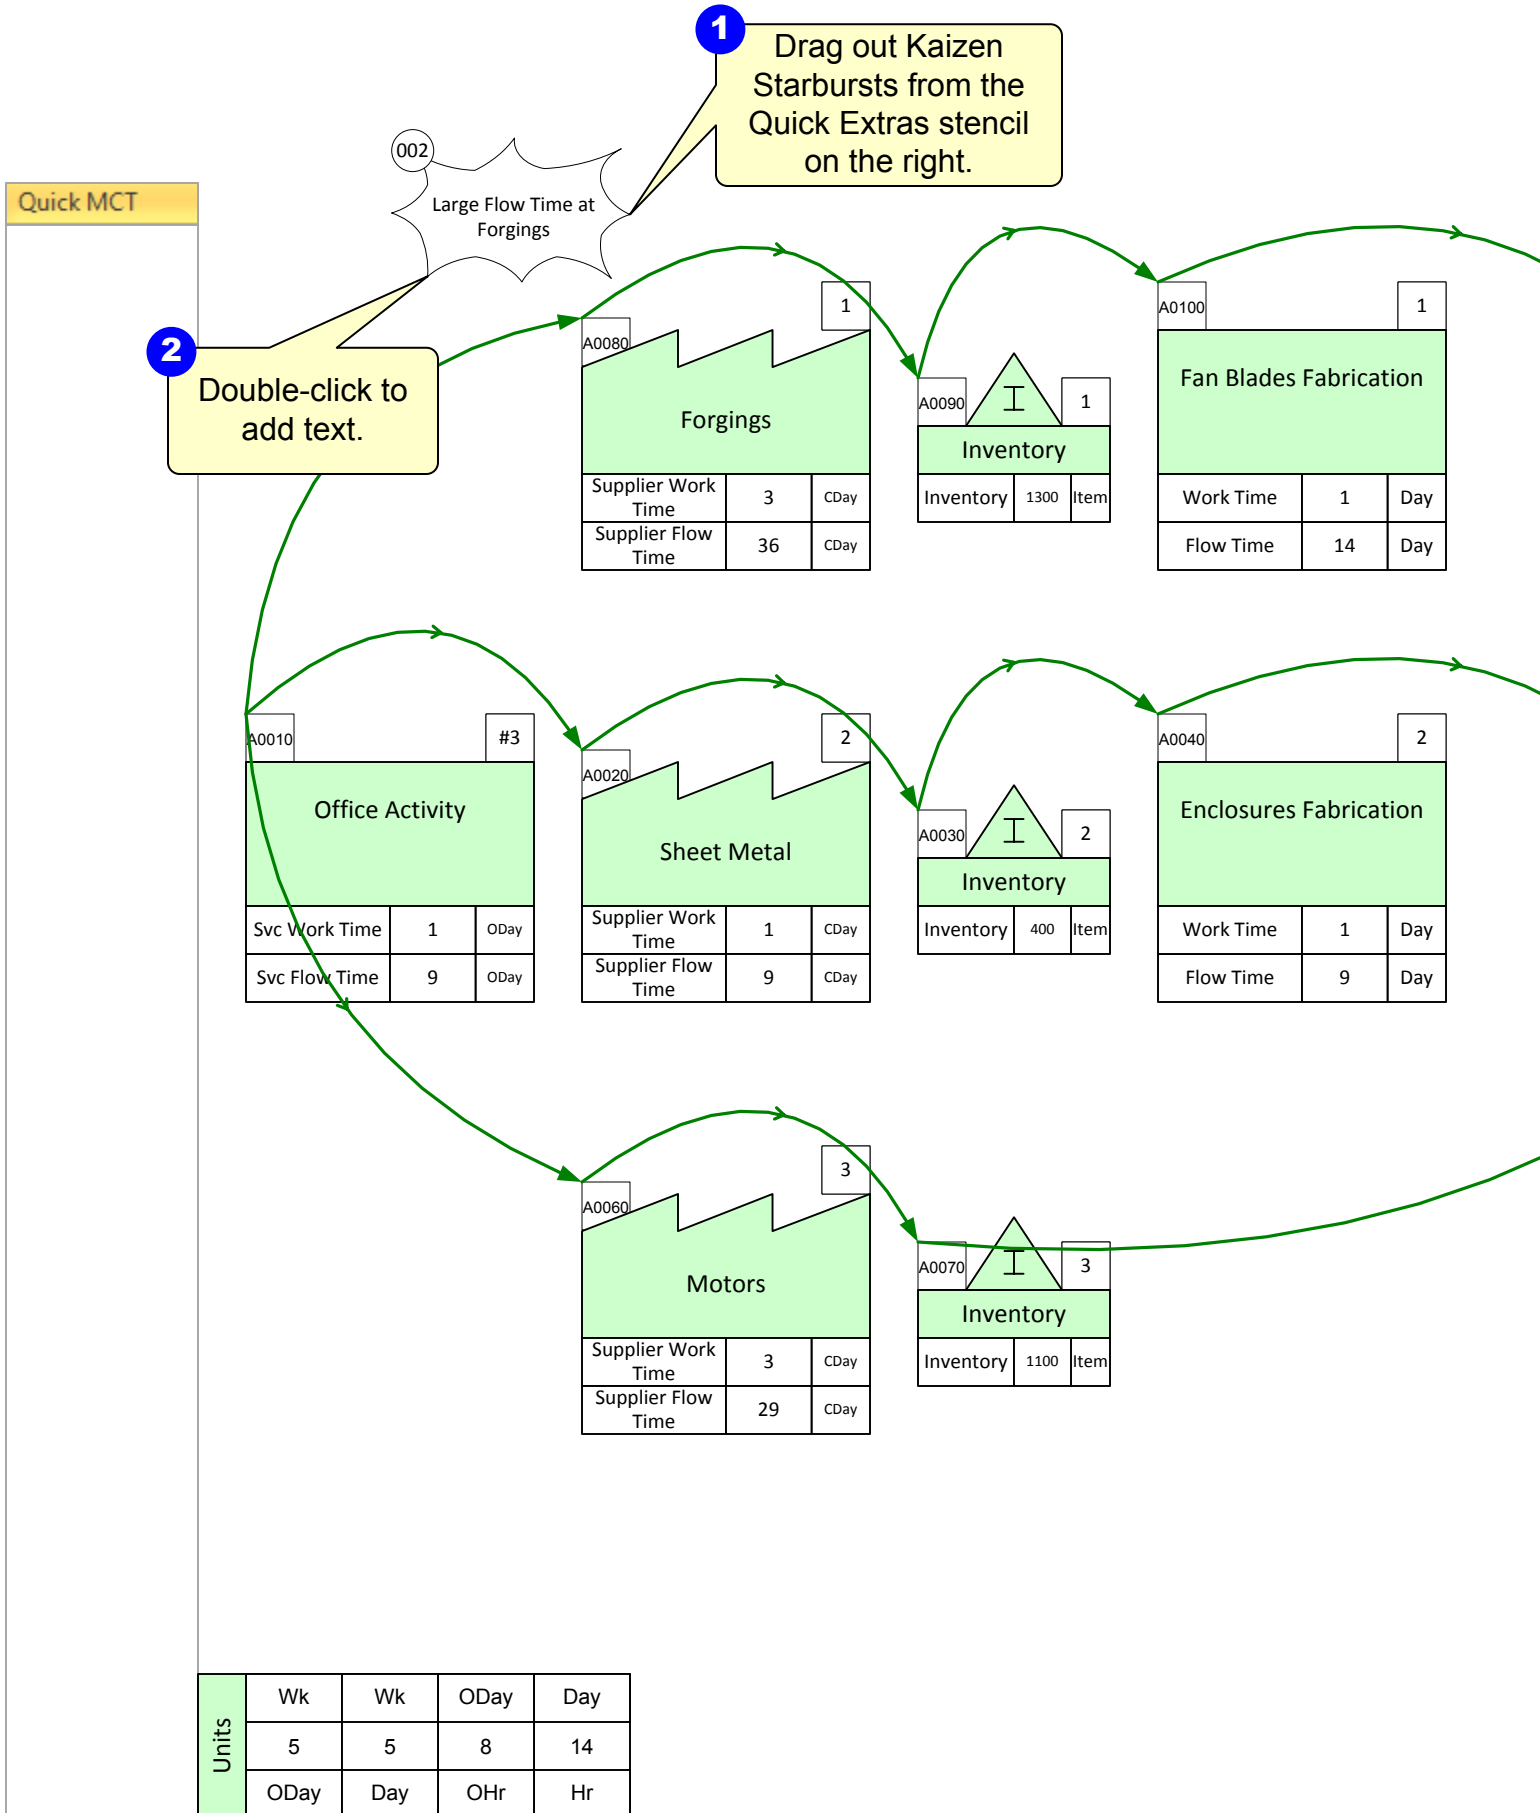 1
Drag out Kaizen
Starbursts from the
Quick Extras stencil
on the right.
002
Large Flow Time at
Forgings
Quick MCT
2
Double-click to
add text.
A0080
1
Forgings
Supplier Work
Time
3
CDay
Supplier Flow
Time
36
CDay
A0090
I
1
Inventory
Inventory
1300
Item
A0100
1
Fan Blades Fabrication
Work Time
1
Day
Flow Time
14
Day
A0010
#3
Office Activity
Svc Work Time
1
ODay
Svc Flow Time
9
ODay
A0020
2
Sheet Metal
Supplier Work
Time
1
CDay
Supplier Flow
Time
9
CDay
A0030
I
2
Inventory
Inventory
400
Item
A0040
2
Enclosures Fabrication
Work Time
1
Day
Flow Time
9
Day
A0060
3
Motors
Supplier Work
Time
3
CDay
Supplier Flow
Time
29
CDay
A0070
I
3
Inventory
Inventory
1100
Item
Units
Wk
Wk
ODay
Day
5
5
8
14
ODay
Day
OHr
Hr